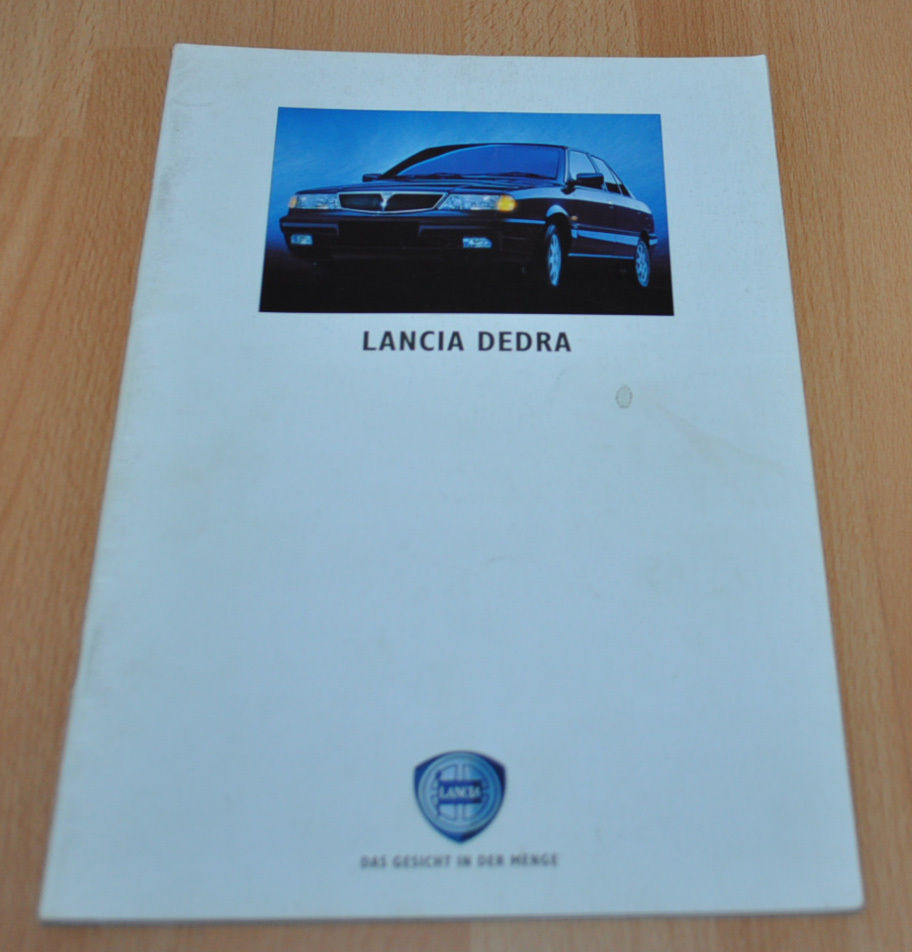 LANCIA DEDRA
LANCIA
DAS GESICHT IN DER MENGE